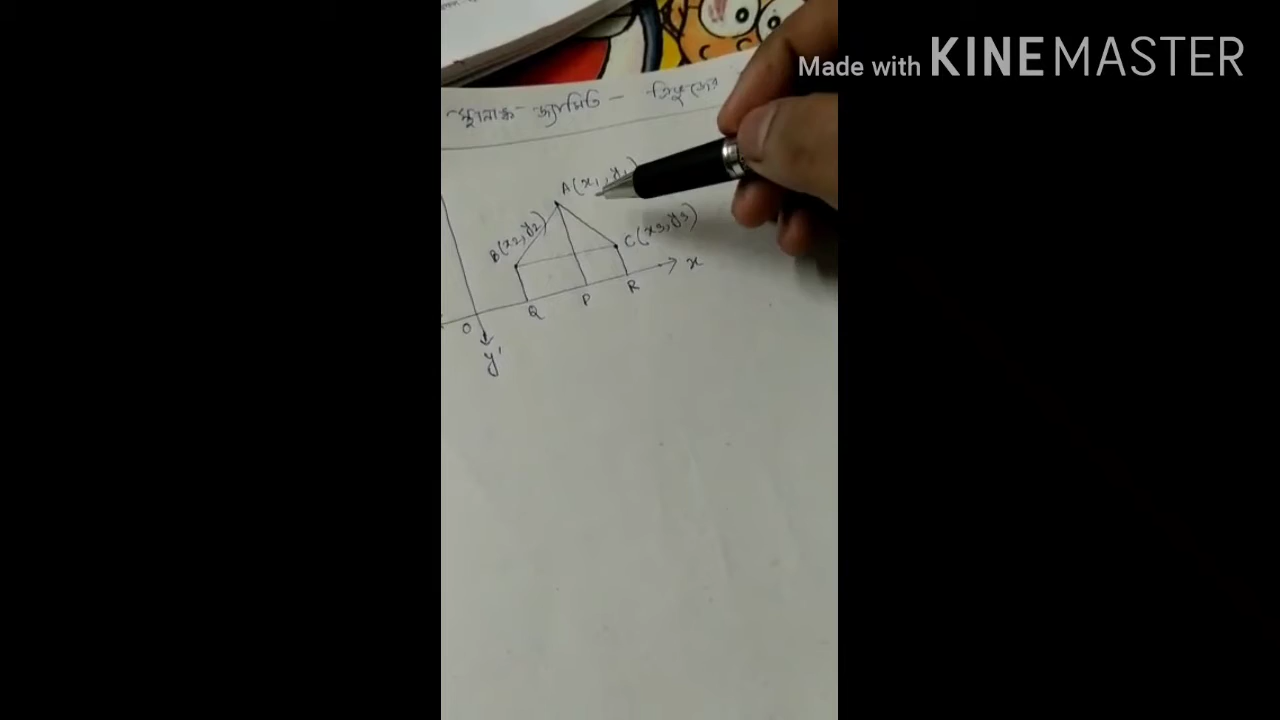 Made with KINEMASTER
স্থানাঙ্ক জ্যামিতি - ত্রিভুজের
A(x₁, y₁)
B(x₂, y₂)
C(x₃, y₃)
x
R
P
Q
O
y'